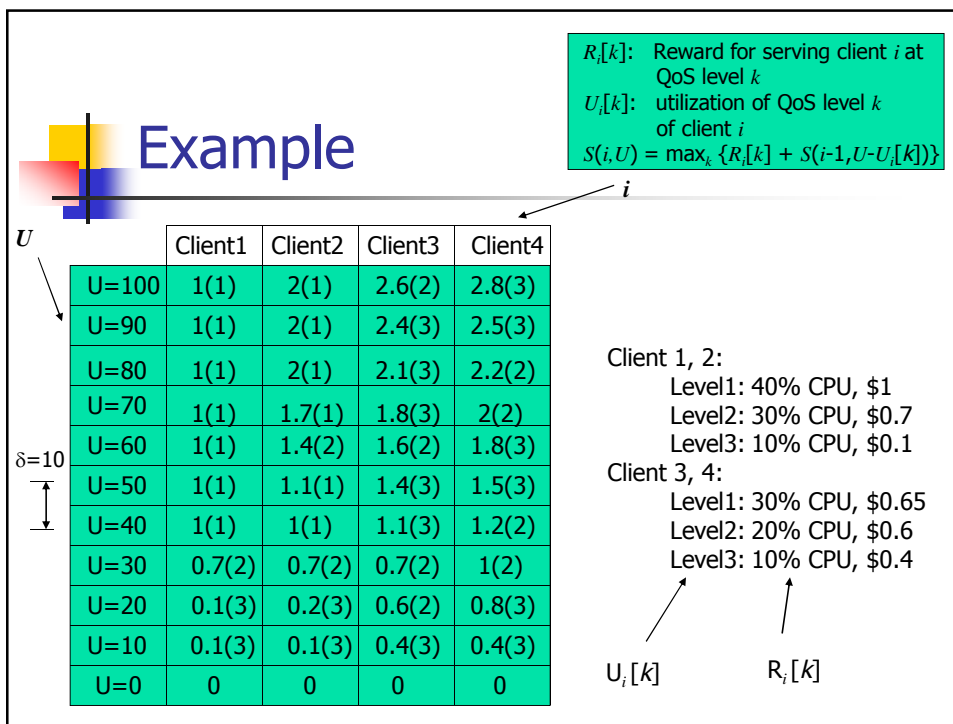 R_i[k]: Reward for serving client i at
QoS level k
U_i[k]: utilization of QoS level k
of client i
S(i,U) = max_k {R_i[k] + S(i-1,U-U_i[k])}
Example
i
U
Client1 Client2 Client3 Client4
U=100 1(1) 2(1) 2.6(2) 2.8(3)
U=90 1(1) 2(1) 2.4(3) 2.5(3)
U=80 1(1) 2(1) 2.1(3) 2.2(2)
U=70 1(1) 1.7(1) 1.8(3) 2(2)
U=60 1(1) 1.4(2) 1.6(2) 1.8(3)
U=50 1(1) 1.1(1) 1.4(3) 1.5(3)
U=40 1(1) 1(1) 1.1(3) 1.2(2)
U=30 0.7(2) 0.7(2) 0.7(2) 1(2)
U=20 0.1(3) 0.2(3) 0.6(2) 0.8(3)
U=10 0.1(3) 0.1(3) 0.4(3) 0.4(3)
U=0 0 0 0 0
δ=10
Client 1, 2:
Level1: 40% CPU, $1
Level2: 30% CPU, $0.7
Level3: 10% CPU, $0.1
Client 3, 4:
Level1: 30% CPU, $0.65
Level2: 20% CPU, $0.6
Level3: 10% CPU, $0.4
U_i[k] R_i[k]